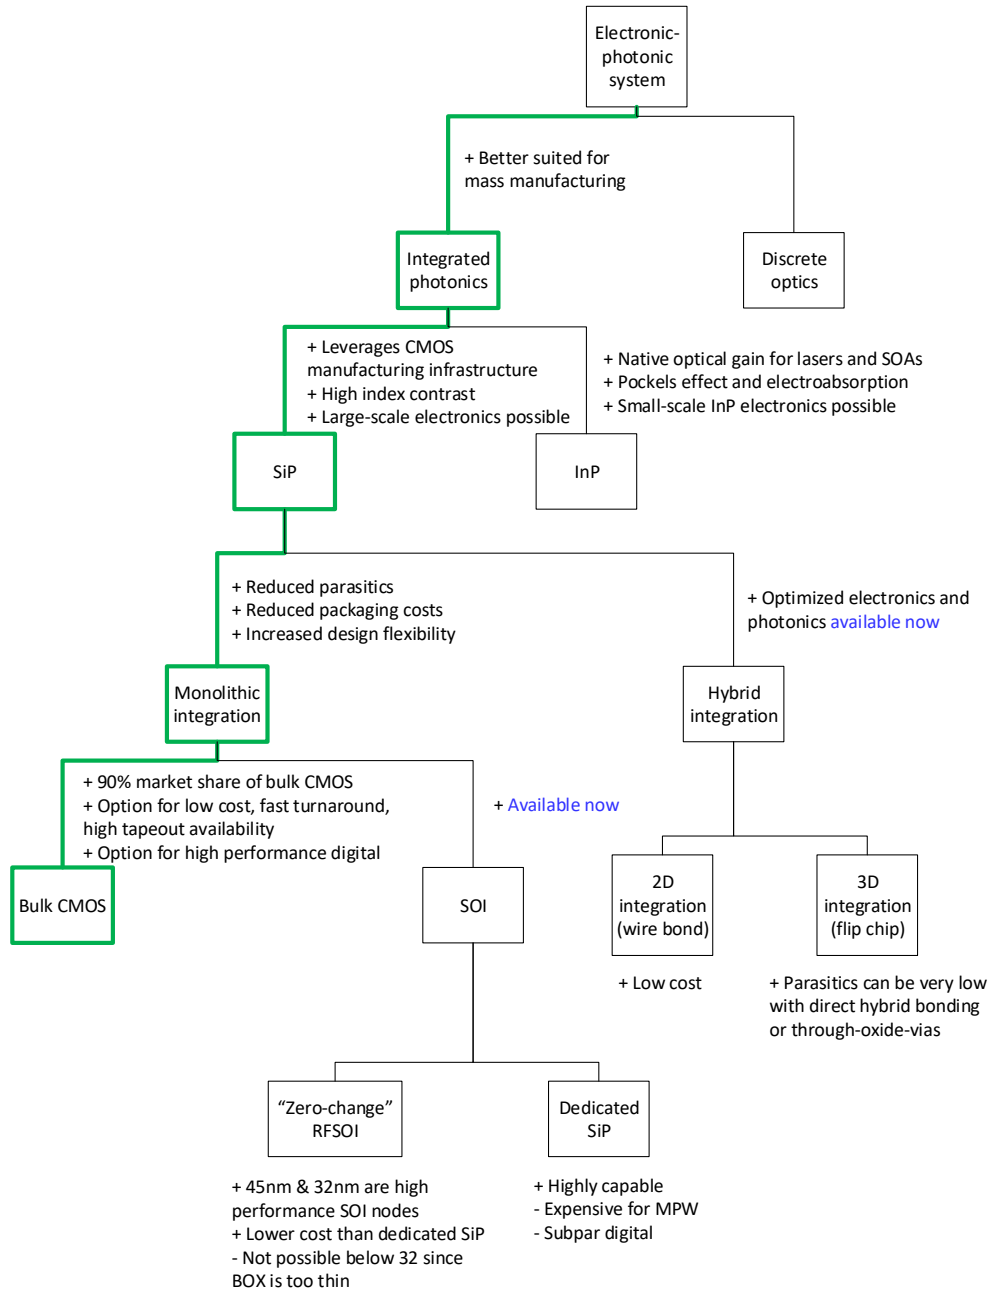 Electronic-
photonic
system
+ Better suited for
mass manufacturing
Integrated
photonics
Discrete
optics
+ Leverages CMOS
manufacturing infrastructure
+ High index contrast
+ Large-scale electronics possible
+ Native optical gain for lasers and SOAs
+ Pockels effect and electroabsorption
+ Small-scale InP electronics possible
SiP
InP
+ Reduced parasitics
+ Reduced packaging costs
+ Increased design flexibility
+ Optimized electronics and
photonics available now
Monolithic
integration
Hybrid
integration
+ 90% market share of bulk CMOS
+ Option for low cost, fast turnaround,
high tapeout availability
+ Option for high performance digital
+ Available now
Bulk CMOS
SOI
2D
integration
(wire bond)
3D
integration
(flip chip)
+ Low cost
+ Parasitics can be very low
with direct hybrid bonding
or through-oxide-vias
“Zero-change”
RFSOI
Dedicated
SiP
+ 45nm & 32nm are high
performance SOI nodes
+ Lower cost than dedicated SiP
- Not possible below 32 since
BOX is too thin
+ Highly capable
- Expensive for MPW
- Subpar digital